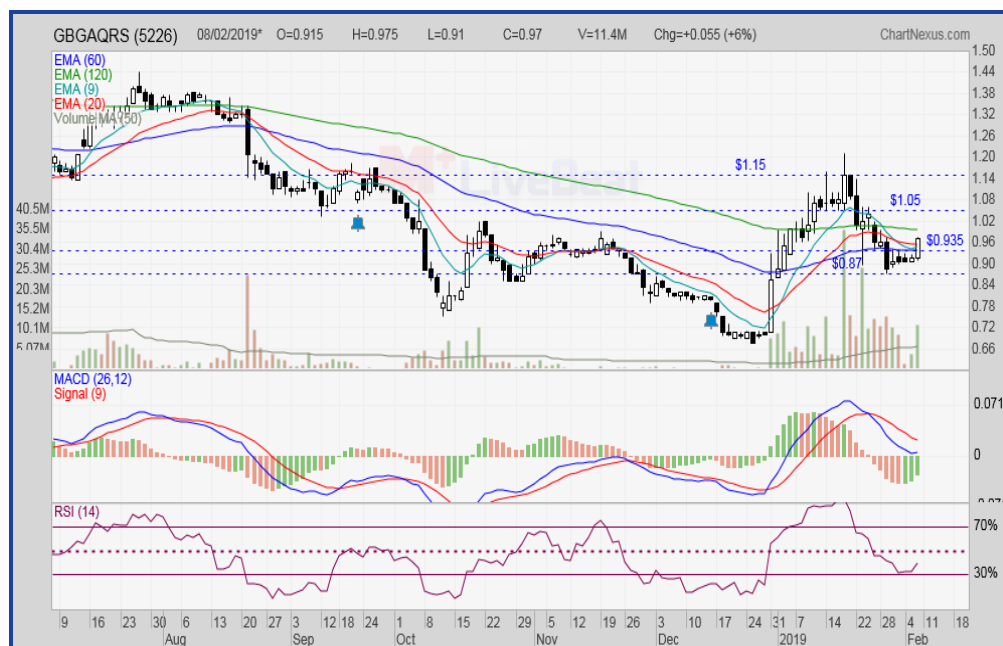 GBGAQRS (5226) 08/02/2019* O=0.915 H=0.975 L=0.91 C=0.97 V=11.4M Chg=+0.055 (+6%) ChartNexus.com
EMA (60)
EMA (120)
EMA (9)
EMA (20)
Volume MA (50)
LiveBeat
$1.15
$1.05
$0.935
$0.87
1.50
1.44
1.38
1.32
1.26
1.20
1.14
1.08
1.02
0.96
0.90
0.84
0.78
0.72
0.66
40.5M
35.5M
30.4M
25.3M
20.3M
15.2M
10.1M
5.07M
MACD (26,12)
Signal (9)
0.071
0
RSI (14)
70%
30%
9 16 23 30 6 13 20 27 3 12 18 24 1 8 15 22 29 5 12 19 26 3 10 17 24 31 7 14 22 28 4 11 18
Aug Sep Oct Nov Dec 2019 Feb